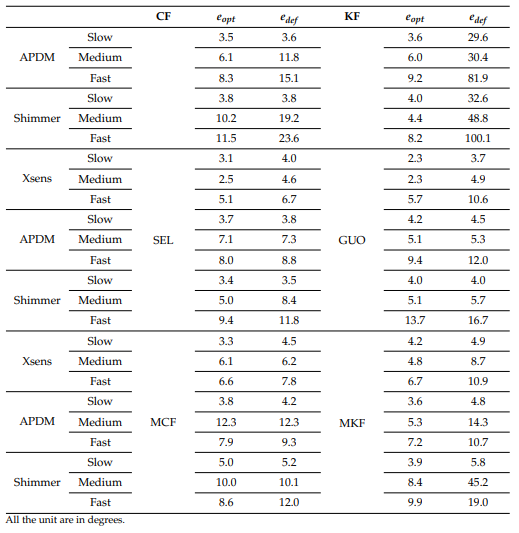 CF e_opt e_def KF e_opt e_def
Slow 3.5 3.6 3.6 29.6
APDM Medium 6.1 11.8 6.0 30.4
Fast 8.3 15.1 9.2 81.9
Slow 3.8 3.8 4.0 32.6
Shimmer Medium 10.2 19.2 4.4 48.8
Fast 11.5 23.6 8.2 100.1
Slow 3.1 4.0 2.3 3.7
Xsens Medium 2.5 4.6 2.3 4.9
Fast 5.1 6.7 5.7 10.6
Slow 3.7 3.8 4.2 4.5
APDM Medium SEL 7.1 7.3 GUO 5.1 5.3
Fast 8.0 8.8 9.4 12.0
Slow 3.4 3.5 4.0 4.0
Shimmer Medium 5.0 8.4 5.1 5.7
Fast 9.4 11.8 13.7 16.7
Slow 3.3 4.5 4.2 4.9
Xsens Medium 6.1 6.2 4.8 8.7
Fast 6.6 7.8 6.7 10.9
Slow 3.8 4.2 3.6 4.8
APDM Medium MCF 12.3 12.3 MKF 5.3 14.3
Fast 7.9 9.3 7.2 10.7
Slow 5.0 5.2 3.9 5.8
Shimmer Medium 10.0 10.1 8.4 45.2
Fast 8.6 12.0 9.9 19.0
All the unit are in degrees.